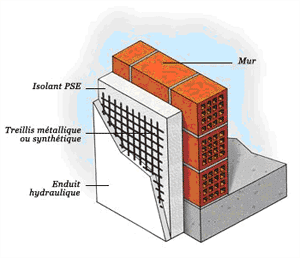 Mur
Isolant PSE
Treillis métallique
ou synthétique
Enduit
hydraulique